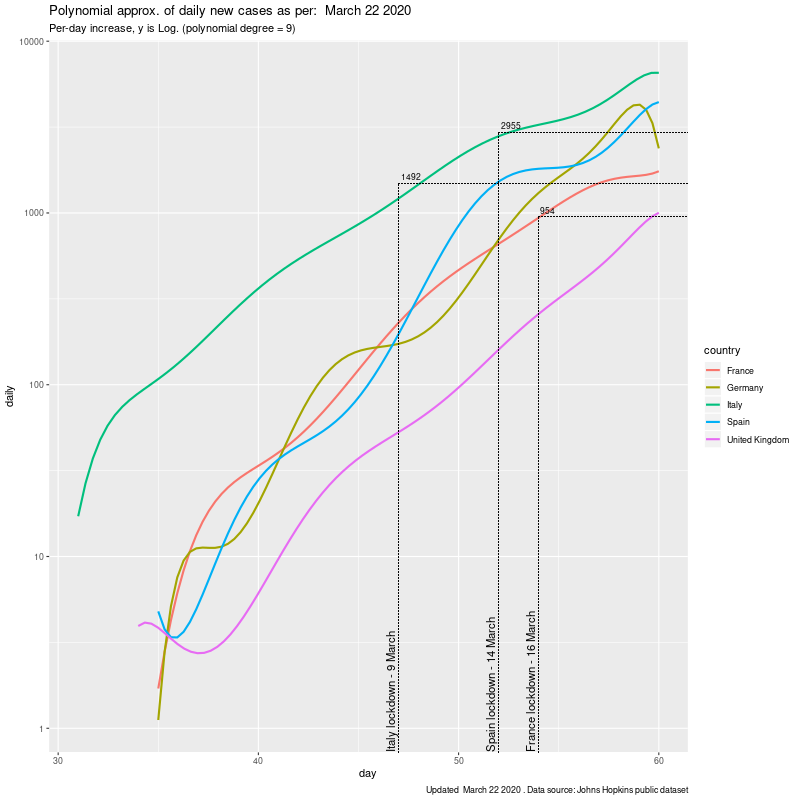 Polynomial approx. of daily new cases as per:  March 22 2020
Per-day increase, y is Log. (polynomial degree = 9)
10000
1000
100
10
1
daily
2955
1492
954
Italy lockdown - 9 March
Spain lockdown - 14 March
France lockdown - 16 March
30
40
50
60
day
country
France
Germany
Italy
Spain
United Kingdom
Updated  March 22 2020 . Data source: Johns Hopkins public dataset